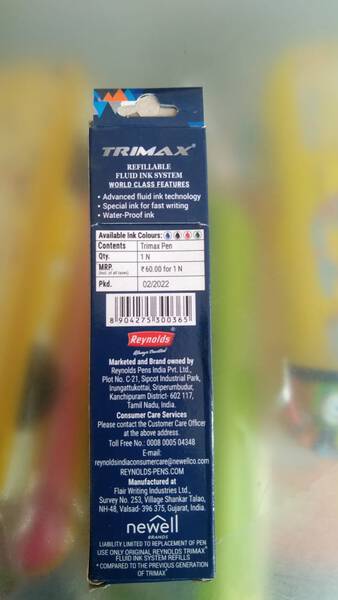 TRIMAX®
REFILLABLE
FLUID INK SYSTEM
WORLD CLASS FEATURES
• Advanced fluid ink technology
• Special ink for fast writing
• Water-Proof ink
Available Ink Colours:
Contents Trimax Pen
Qty. 1 N
MRP. ₹ 60.00 for 1 N
(Incl. of all taxes)
Pkd. 02/2022
8 904275 300365
Reynolds
Always Trusted
Marketed and Brand owned by
Reynolds Pens India Pvt. Ltd.,
Plot No. C-21, Sipcot Industrial Park,
Irungattukottai, Sriperumbudur,
Kanchipuram District- 602 117,
Tamil Nadu, India.
Consumer Care Services
Please contact the Customer Care Officer
at the above address.
Toll Free No.: 0008 0005 04348
E-mail:
reynoldsindiaconsumercare@newellco.com
REYNOLDS-PENS.COM
Manufactured at
Flair Writing Industries Ltd.,
Survey No. 253, Village Shankar Talao,
NH-48, Valsad- 396 375, Gujarat, India.
newell
BRANDS
LIABILITY LIMITED TO REPLACEMENT OF PEN
USE ONLY ORIGINAL REYNOLDS TRIMAX®
FLUID INK SYSTEM REFILLS
* COMPARED TO THE PREVIOUS GENERATION
OF TRIMAX®